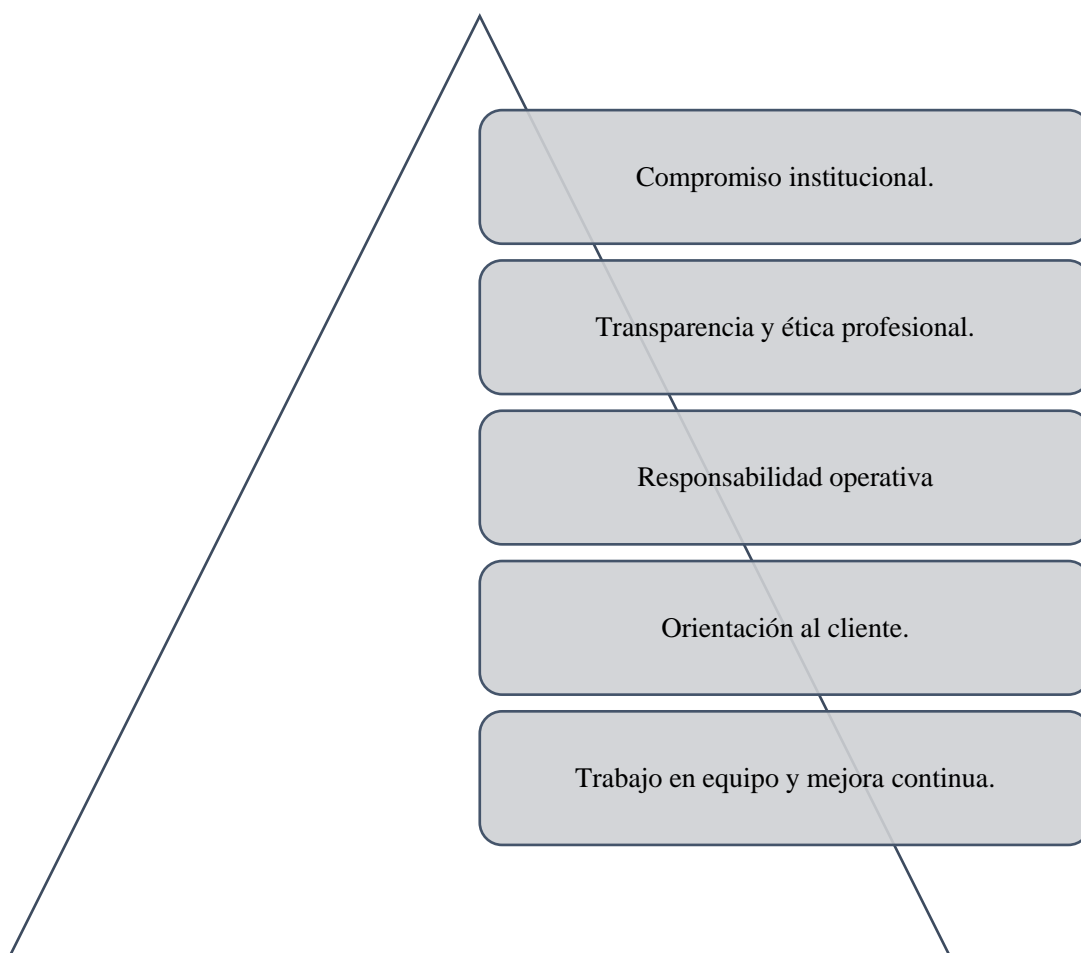 Compromiso institucional.
Transparencia y ética profesional.
Responsabilidad operativa
Orientación al cliente.
Trabajo en equipo y mejora continua.